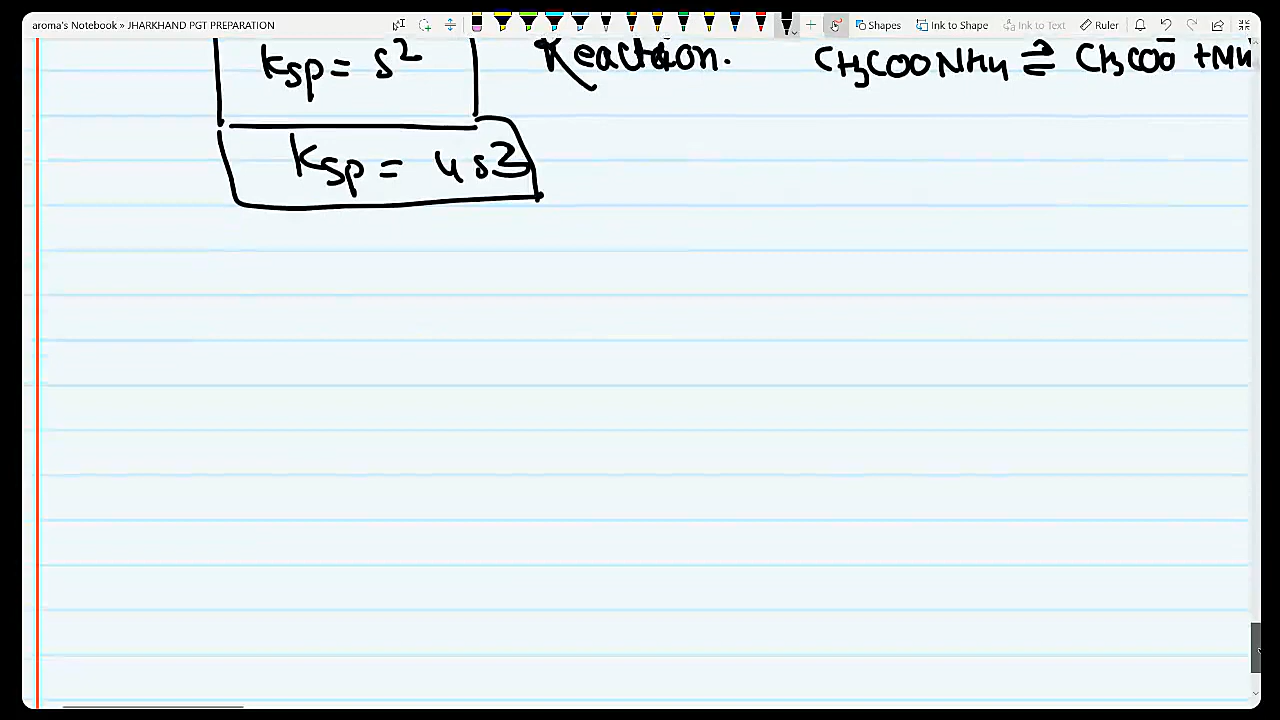 aroma's Notebook » JHARKHAND PGT PREPARATION
Shapes Ink to Shape Ink to Text Ruler
Ksp = s² Reaction. CH3COONH4 ⇌ CH3COO⁻ + NH
Ksp = 4s3